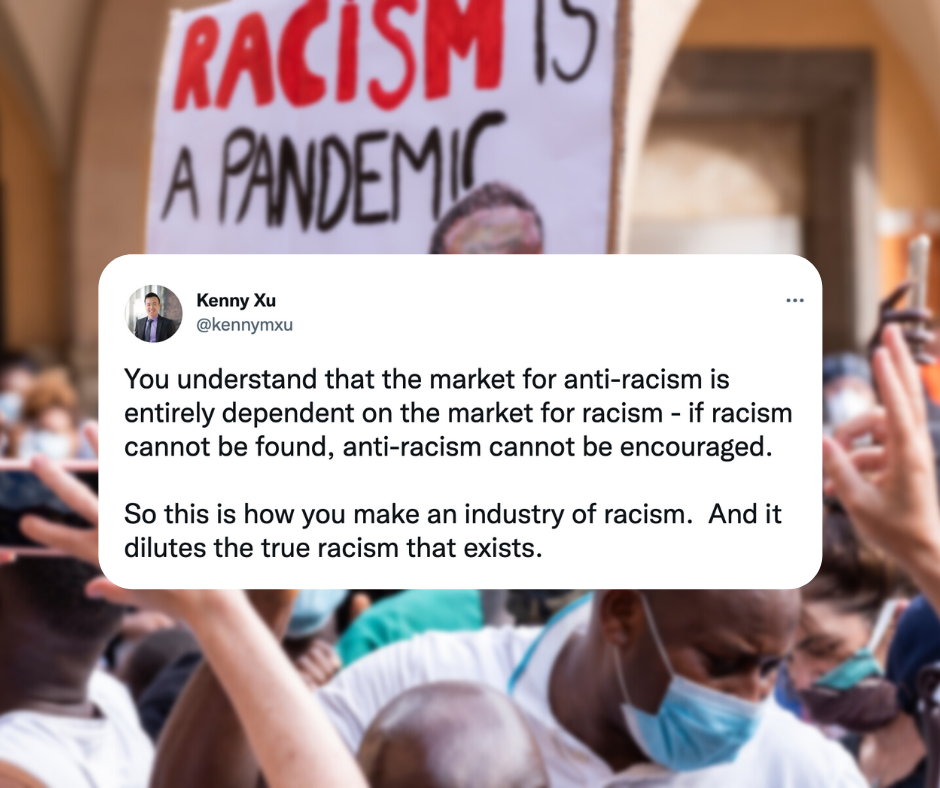 RACISM IS
A PANDEMIC
Kenny Xu
@kennymxu
You understand that the market for anti-racism is
entirely dependent on the market for racism - if racism
cannot be found, anti-racism cannot be encouraged.
So this is how you make an industry of racism.  And it
dilutes the true racism that exists.